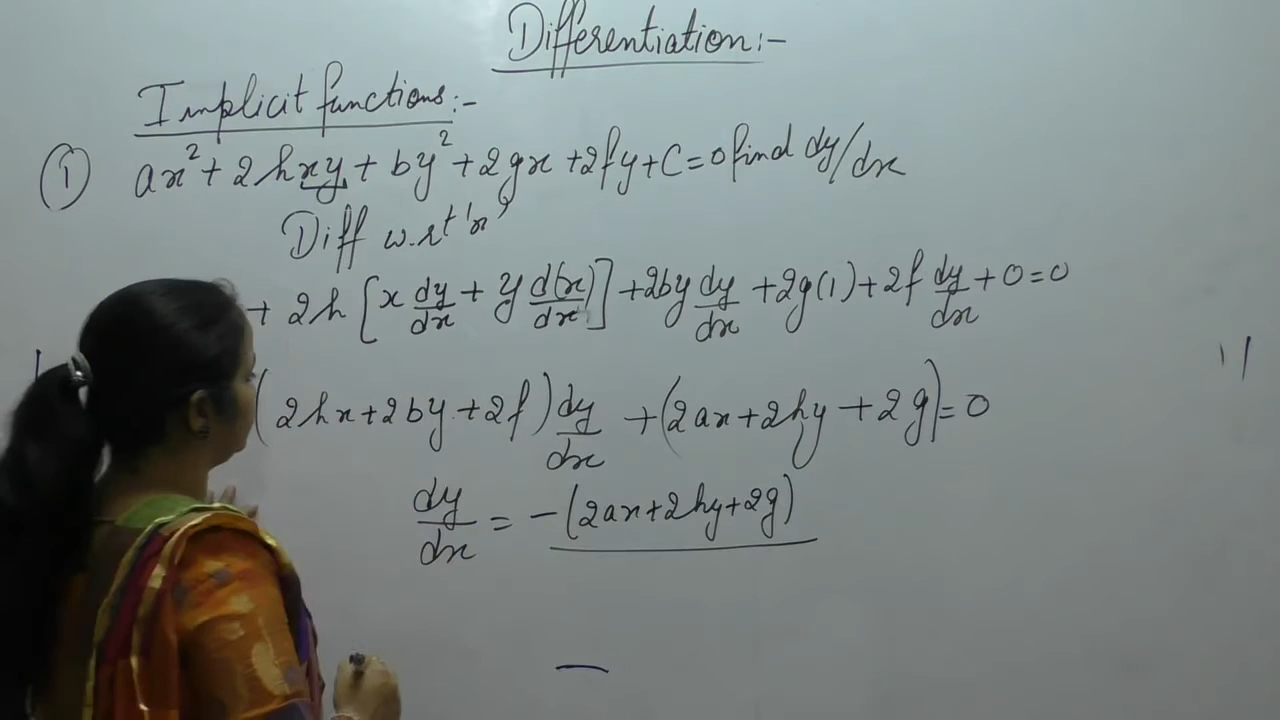 Differentiation:-
Implicit functions:-
① ax² + 2hxy + by² + 2gx + 2fy + C = 0 find dy/dx
Diff w.r.t 'x'
+ 2h [x dy/dx + y d(x)/dx] + 2by dy/dx + 2g(1) + 2f dy/dx + 0 = 0
(2hx + 2by + 2f) dy/dx + (2ax + 2hy + 2g) = 0
dy/dx = -(2ax + 2hy + 2g)